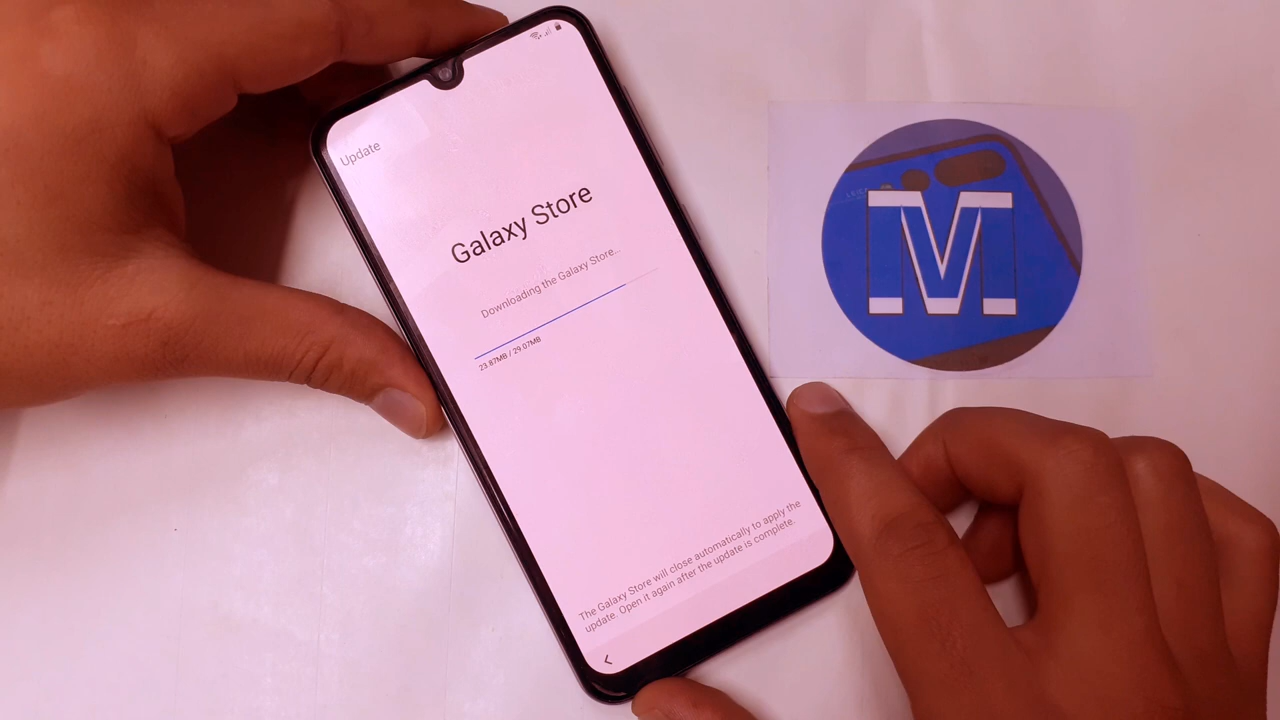 Update
Galaxy Store
Downloading the Galaxy Store...
23.87MB / 29.07MB
The Galaxy Store will close automatically to apply the
update. Open it again after the update is complete.
M